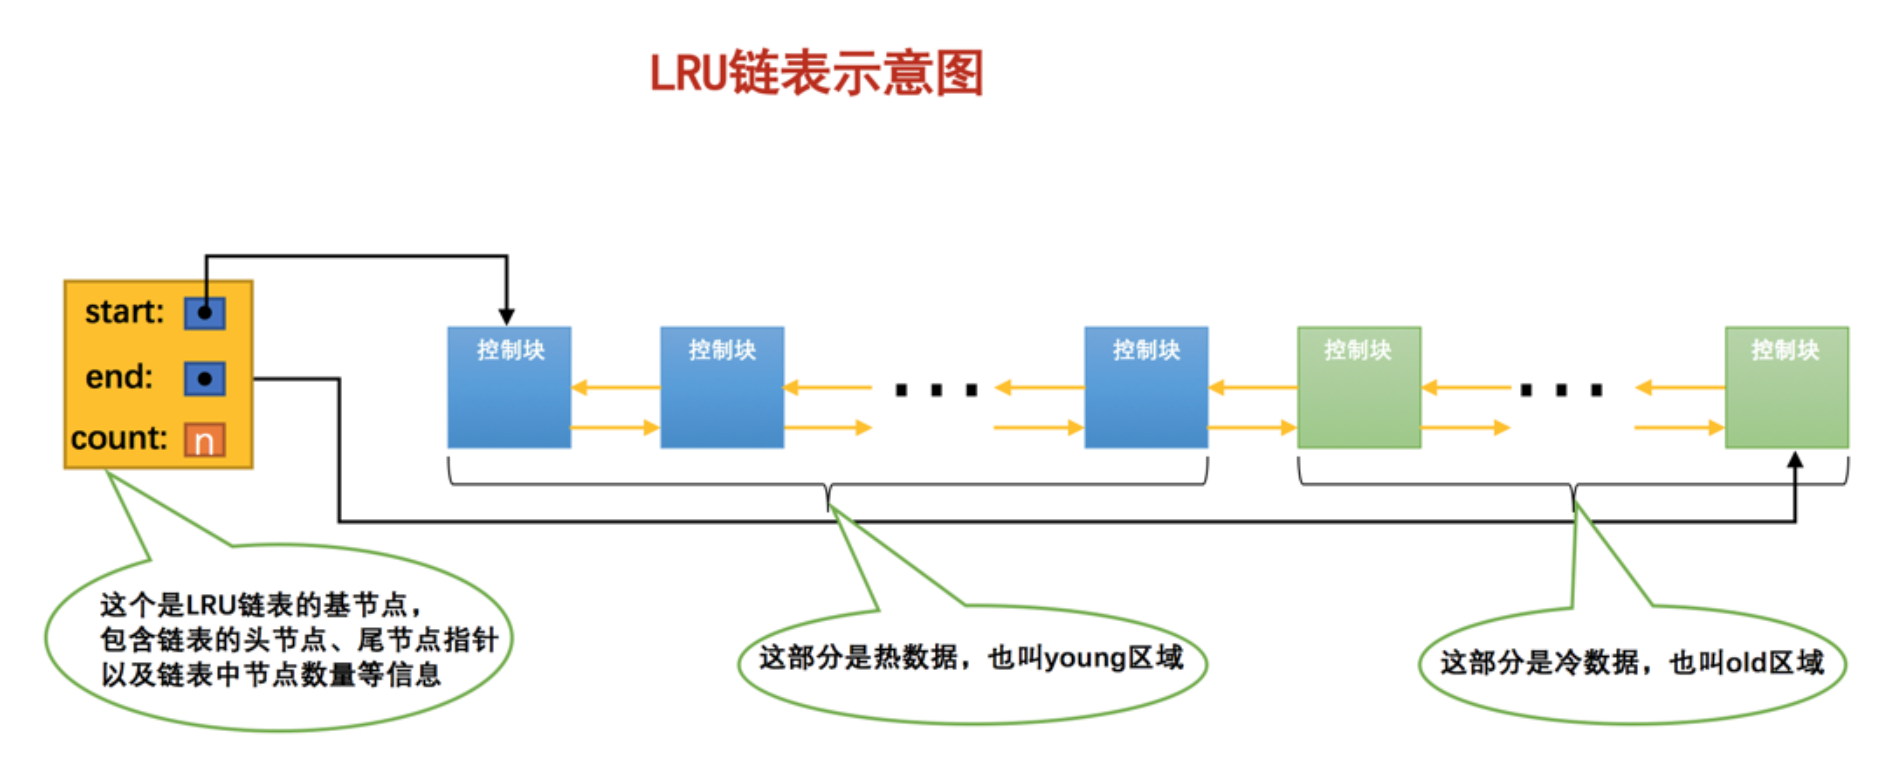 LRU链表示意图
start:
end:
count: n
控制块
控制块
控制块
控制块
控制块
这个是LRU链表的基节点，
包含链表的头节点、尾节点指针
以及链表中节点数量等信息
这部分是热数据，也叫young区域
这部分是冷数据，也叫old区域